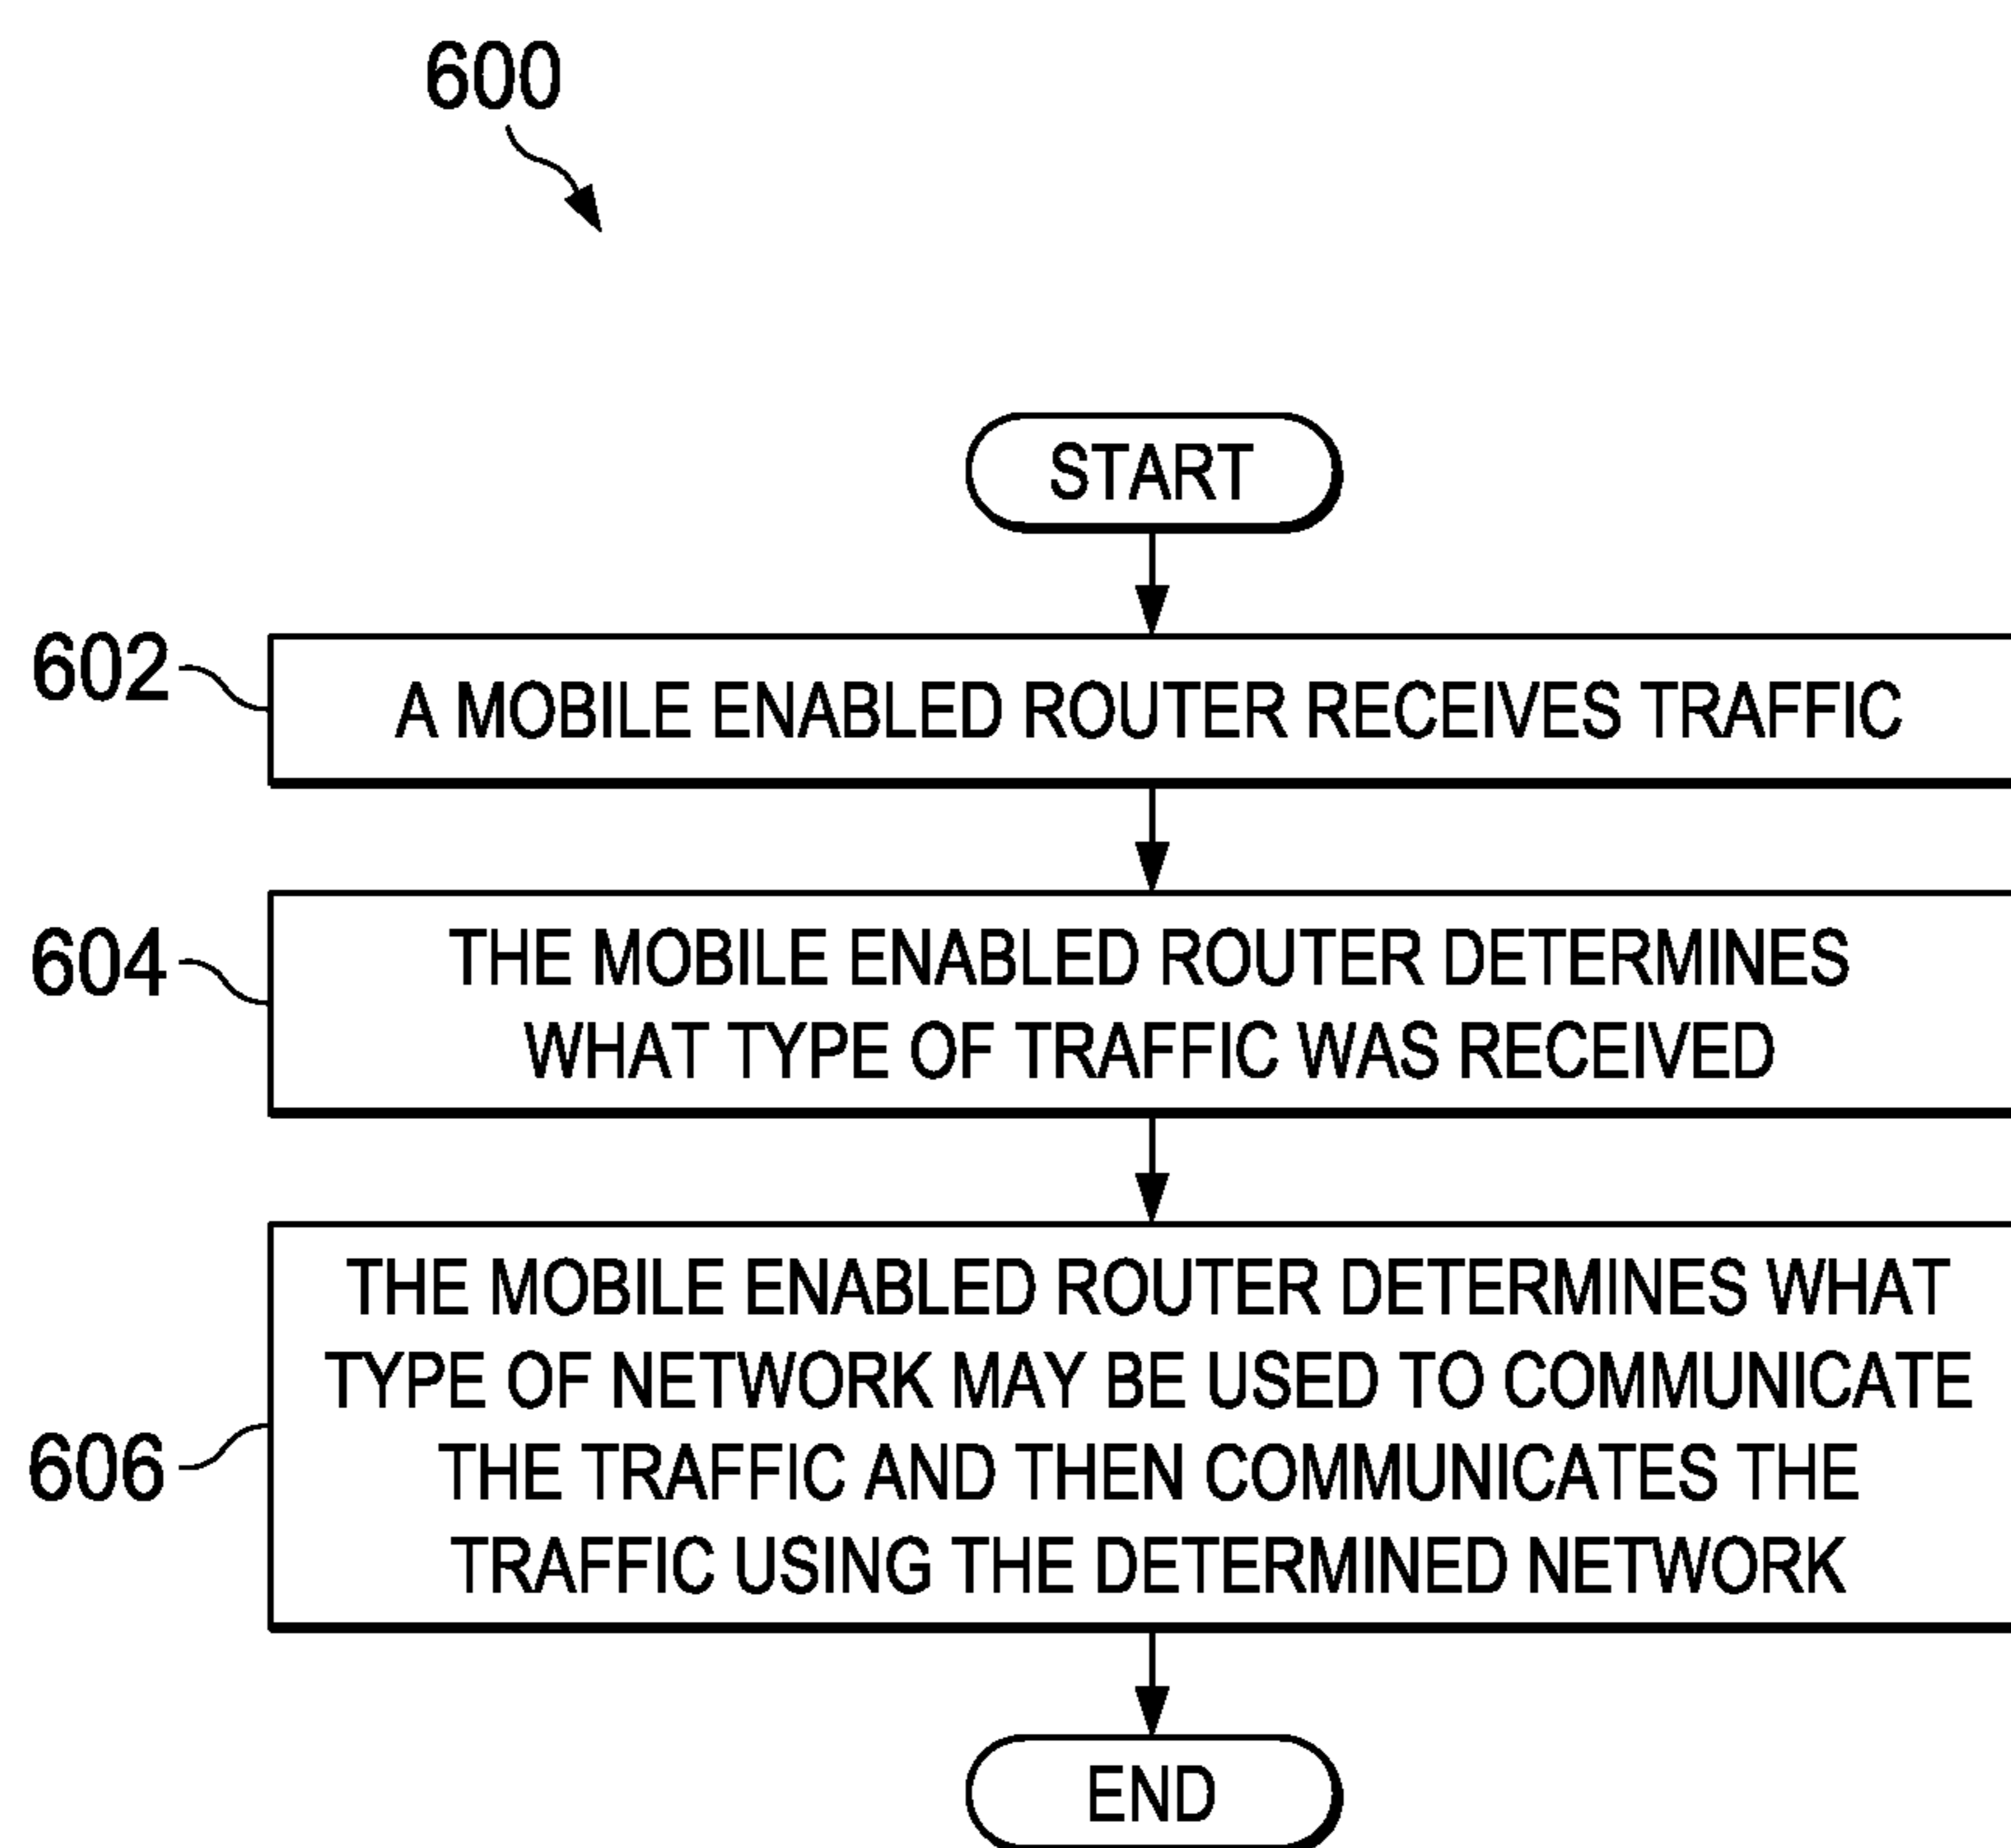 600
START
602
A MOBILE ENABLED ROUTER RECEIVES TRAFFIC
604
THE MOBILE ENABLED ROUTER DETERMINES
WHAT TYPE OF TRAFFIC WAS RECEIVED
606
THE MOBILE ENABLED ROUTER DETERMINES WHAT
TYPE OF NETWORK MAY BE USED TO COMMUNICATE
THE TRAFFIC AND THEN COMMUNICATES THE
TRAFFIC USING THE DETERMINED NETWORK
END